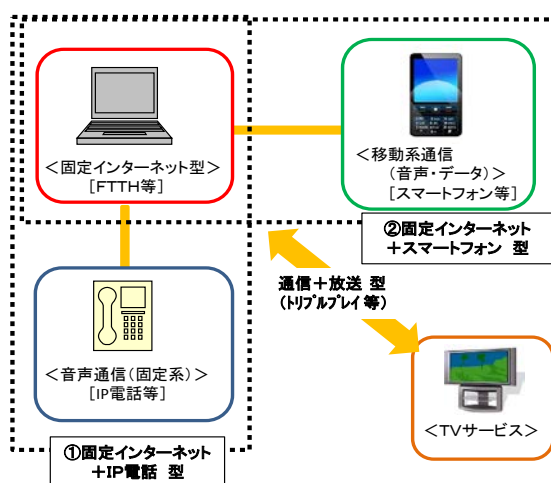 <固定インターネット型>
[FTTH等]
<移動系通信
(音声・データ)>
[スマートフォン等]
②固定インターネット
+スマートフォン 型
通信+放送 型
(トリプルプレイ等)
<音声通信(固定系)>
[IP電話等]
<TVサービス>
①固定インターネット
+IP電話 型